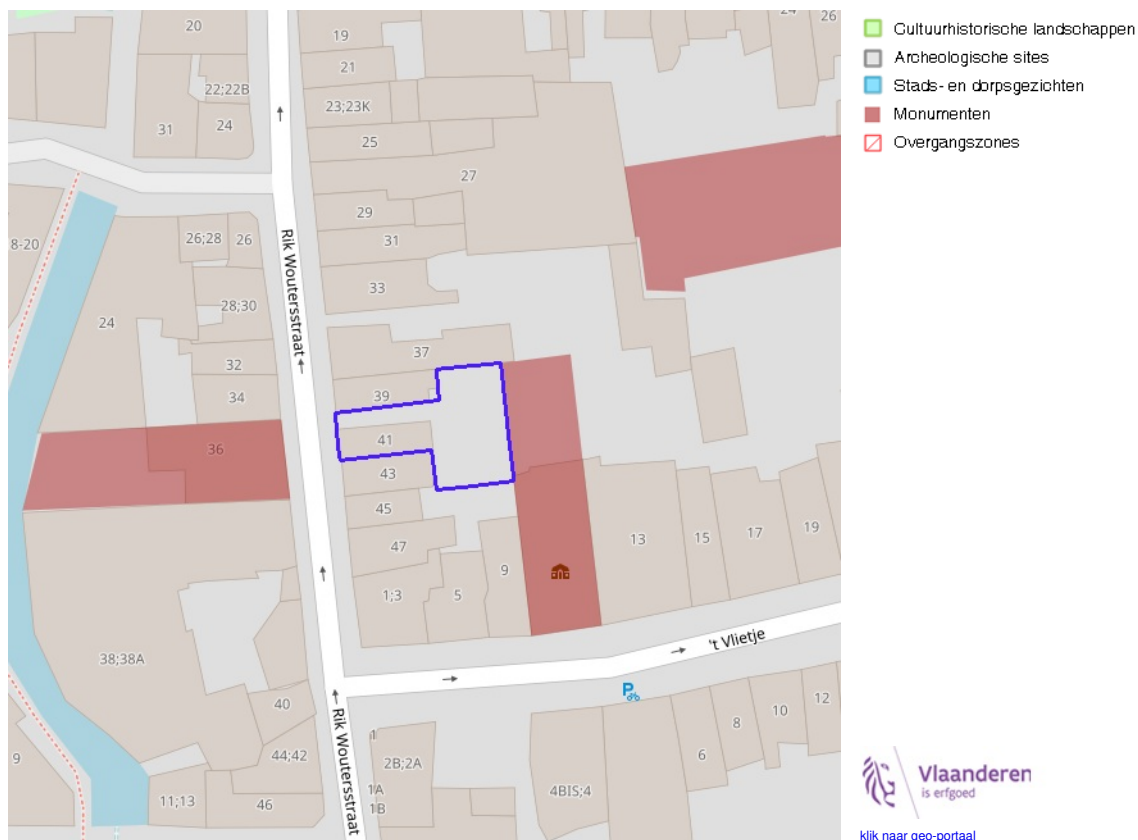 20
22;22B
31
24
19
21
23;23K
25
27
29
31
33
24
26
8-20
26;28
26
28;30
24
32
34
36
Rik Woutersstraat
37
39
41
43
45
47
1;3
5
9
13
15
17
19
't Vlietje
38;38A
40
44;42
46
11;13
9
Rik Woutersstraat
1
2B;2A
1A
1B
4BIS;4
P
6
8
10
12
Cultuurhistorische landschappen
Archeologische sites
Stads- en dorpsgezichten
Monumenten
Overgangszones
Vlaanderen
is erfgoed
klik naar geo-portaal